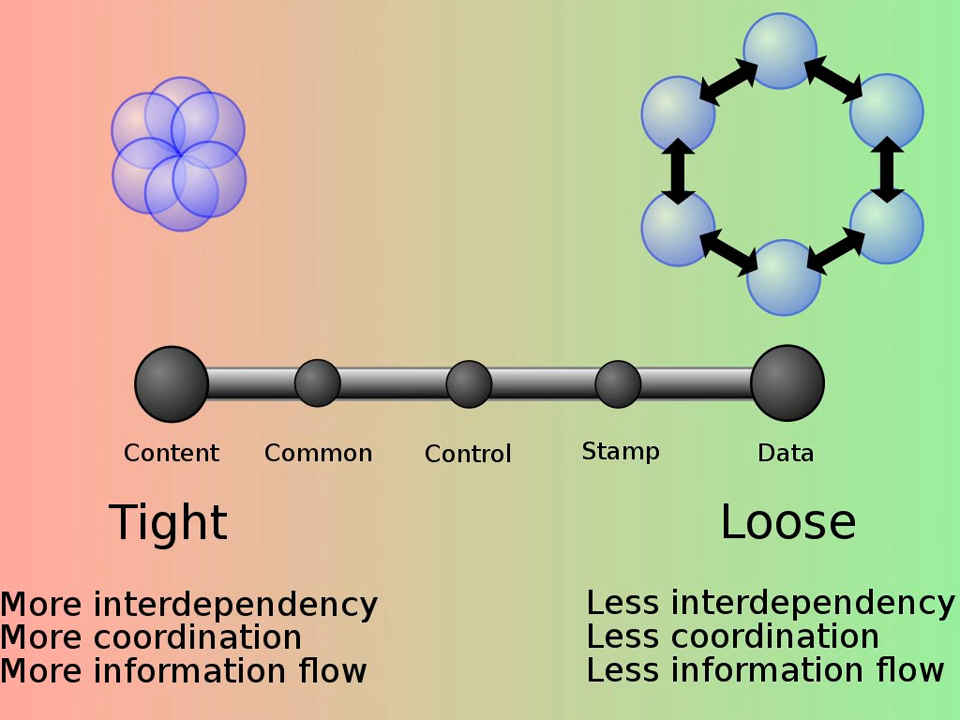 Content Common Control Stamp Data
Tight Loose
More interdependency
More coordination
More information flow
Less interdependency
Less coordination
Less information flow